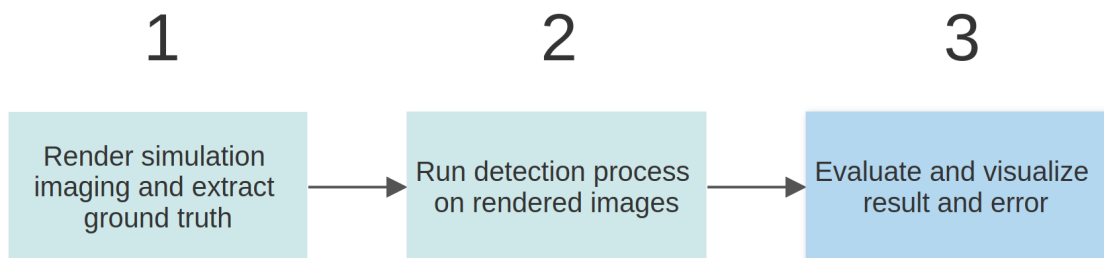 1
2
3
Render simulation
imaging and extract
ground truth
Run detection process
on rendered images
Evaluate and visualize
result and error